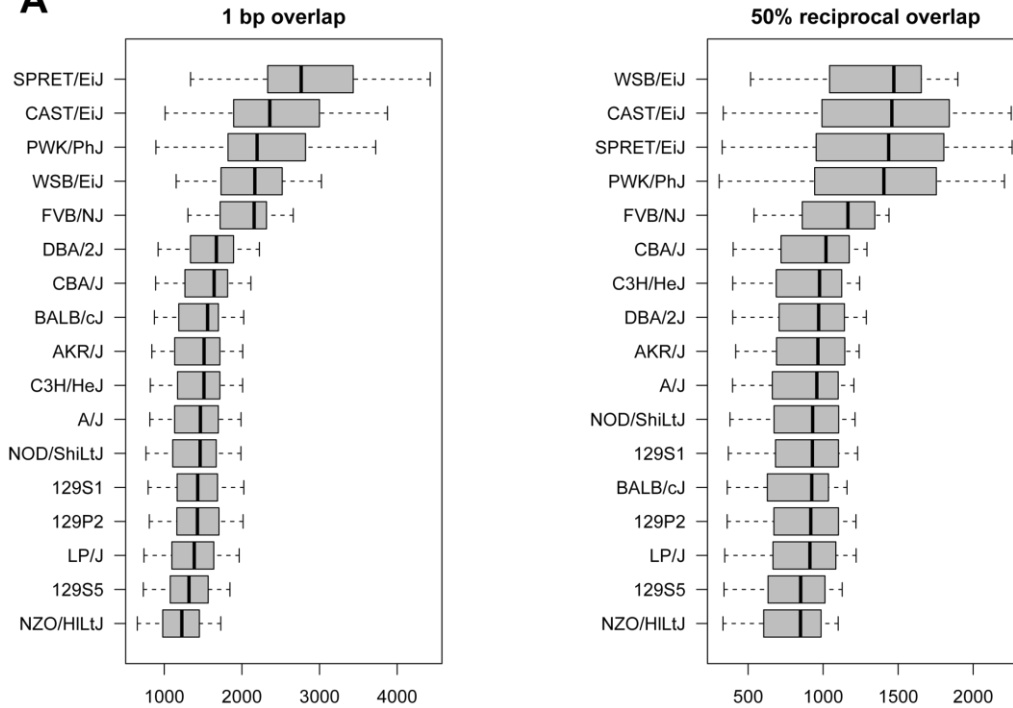 A
1 bp overlap
SPRET/EiJ
CAST/EiJ
PWK/PhJ
WSB/EiJ
FVB/NJ
DBA/2J
CBA/J
BALB/cJ
AKR/J
C3H/HeJ
A/J
NOD/ShiLtJ
129S1
129P2
LP/J
129S5
NZO/HILtJ
1000 2000 3000 4000
50% reciprocal overlap
WSB/EiJ
CAST/EiJ
SPRET/EiJ
PWK/PhJ
FVB/NJ
CBA/J
C3H/HeJ
DBA/2J
AKR/J
A/J
NOD/ShiLtJ
129S1
BALB/cJ
129P2
LP/J
129S5
NZO/HILtJ
500 1000 1500 2000